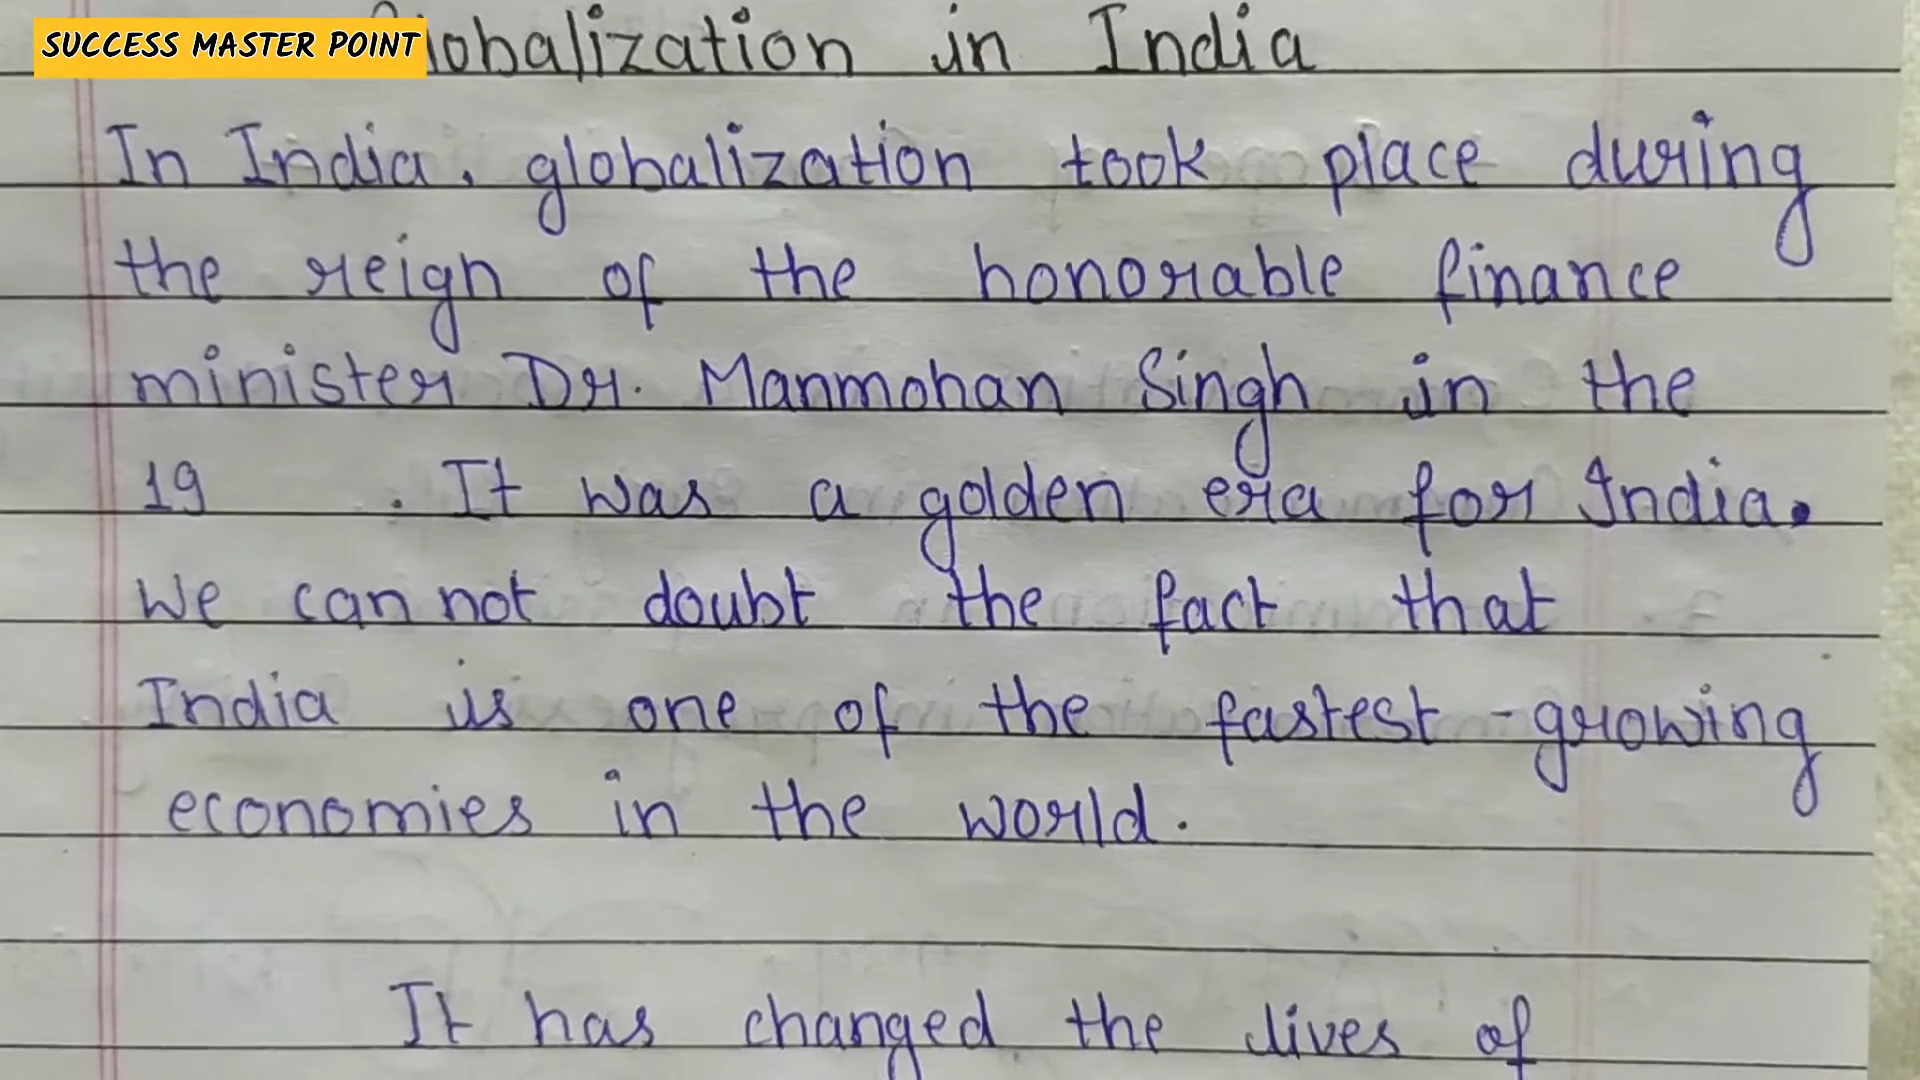 SUCCESS MASTER POINT
Globalization in India
In India, globalization took place during
the reign of the honorable finance
minister Dr. Manmohan Singh in the
19 . It was a golden era for India.
We can not doubt the fact that
India is one of the fastest-growing
economies in the world.
It has changed the lives of